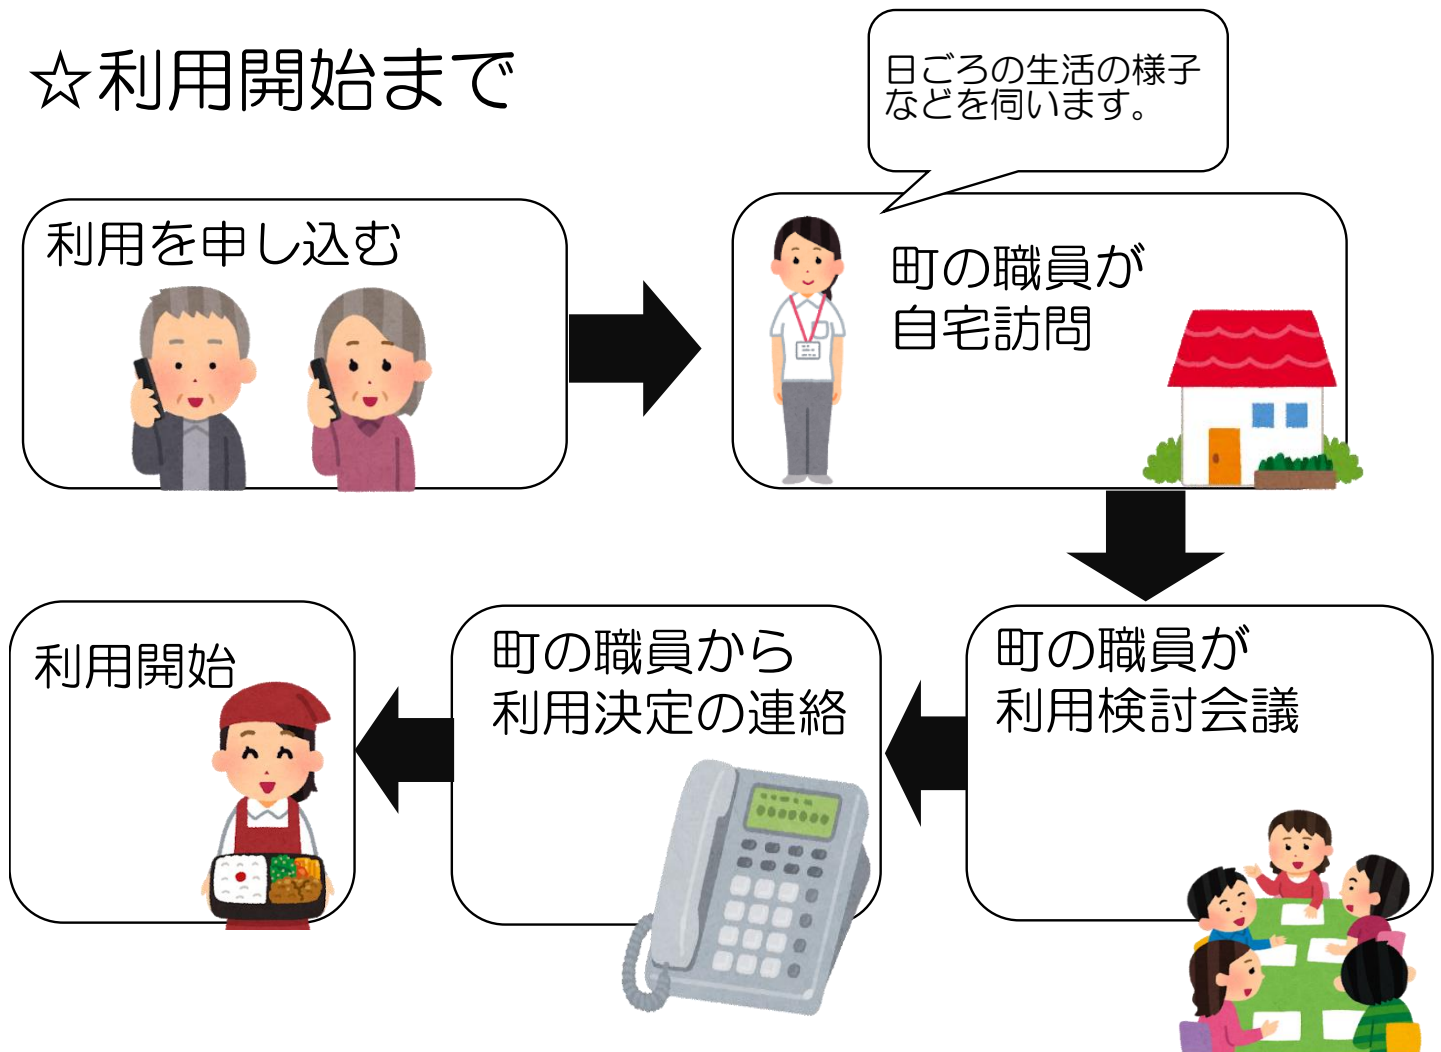 ☆利用開始まで
日ごろの生活の様子
などを伺います。
利用を申し込む
町の職員が
自宅訪問
町の職員が
利用検討会議
町の職員から
利用決定の連絡
利用開始